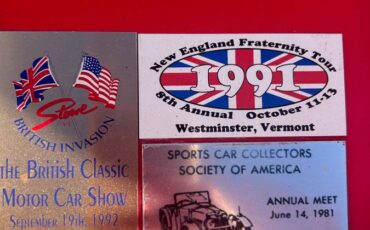 Stowe
BRITISH INVASION
the British Classic
Motor Car Show
September 19th, 1992
New England Fraternity Tour
1991
8th Annual October 11-13
Westminster, Vermont
SPORTS CAR COLLECTORS
SOCIETY OF AMERICA
ANNUAL MEET
June 14, 1981